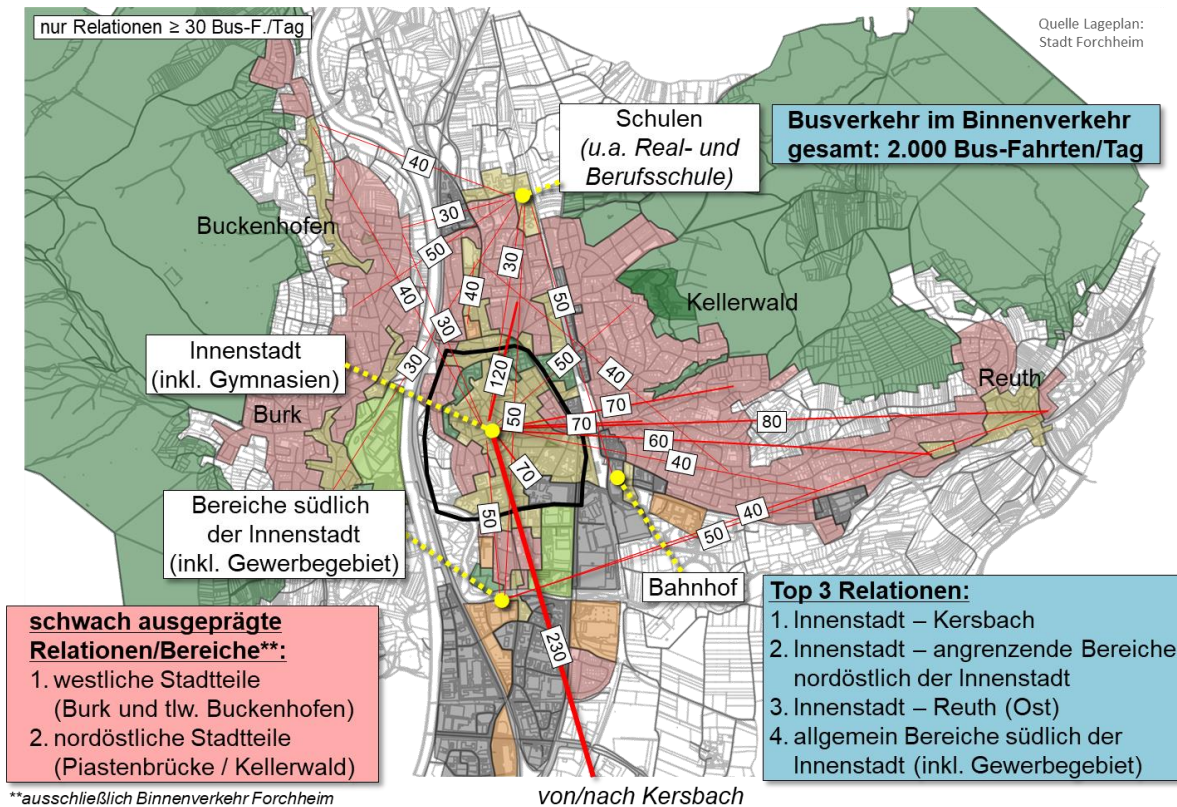 nur Relationen ≥ 30 Bus-F./Tag
Quelle Lageplan:
Stadt Forchheim
Schulen
(u.a. Real- und
Berufsschule)
Busverkehr im Binnenverkehr
gesamt: 2.000 Bus-Fahrten/Tag
40
30
Buckenhofen
50
30
40
40
50
Kellerwald
30
Innenstadt
(inkl. Gymnasien)
30
120
50
40
Reuth
Burk
50
70
70
80
60
40
70
Bereiche südlich
der Innenstadt
(inkl. Gewerbegebiet)
50
40
50
Bahnhof
230
schwach ausgeprägte
Relationen/Bereiche**:
1. westliche Stadtteile
(Burk und tlw. Buckenhofen)
2. nordöstliche Stadtteile
(Piastenbrücke / Kellerwald)
Top 3 Relationen:
1. Innenstadt – Kersbach
2. Innenstadt – angrenzende Bereiche
nordöstlich der Innenstadt
3. Innenstadt – Reuth (Ost)
4. allgemein Bereiche südlich der
Innenstadt (inkl. Gewerbegebiet)
**ausschließlich Binnenverkehr Forchheim
von/nach Kersbach